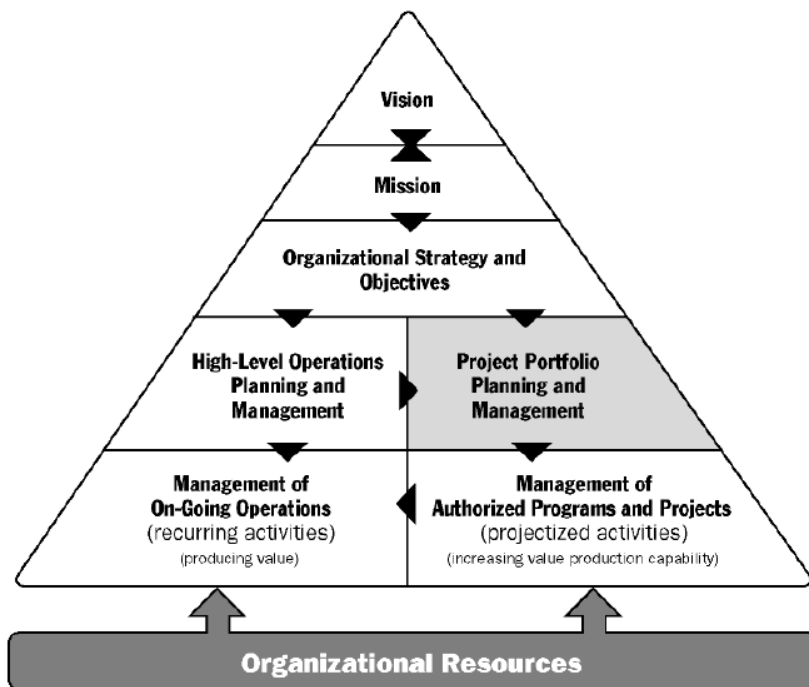 Vision
Mission
Organizational Strategy and
Objectives
High-Level Operations
Planning and
Management
Project Portfolio
Planning and
Management
Management of
On-Going Operations
(recurring activities)
(producing value)
Management of
Authorized Programs and Projects
(projectized activities)
(increasing value production capability)
Organizational Resources